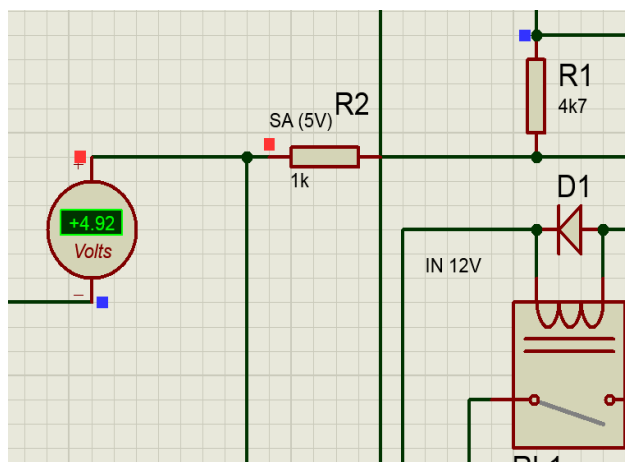 R1
4k7
R2
SA (5V)
1k
D1
+
+4.92
Volts
−
IN 12V